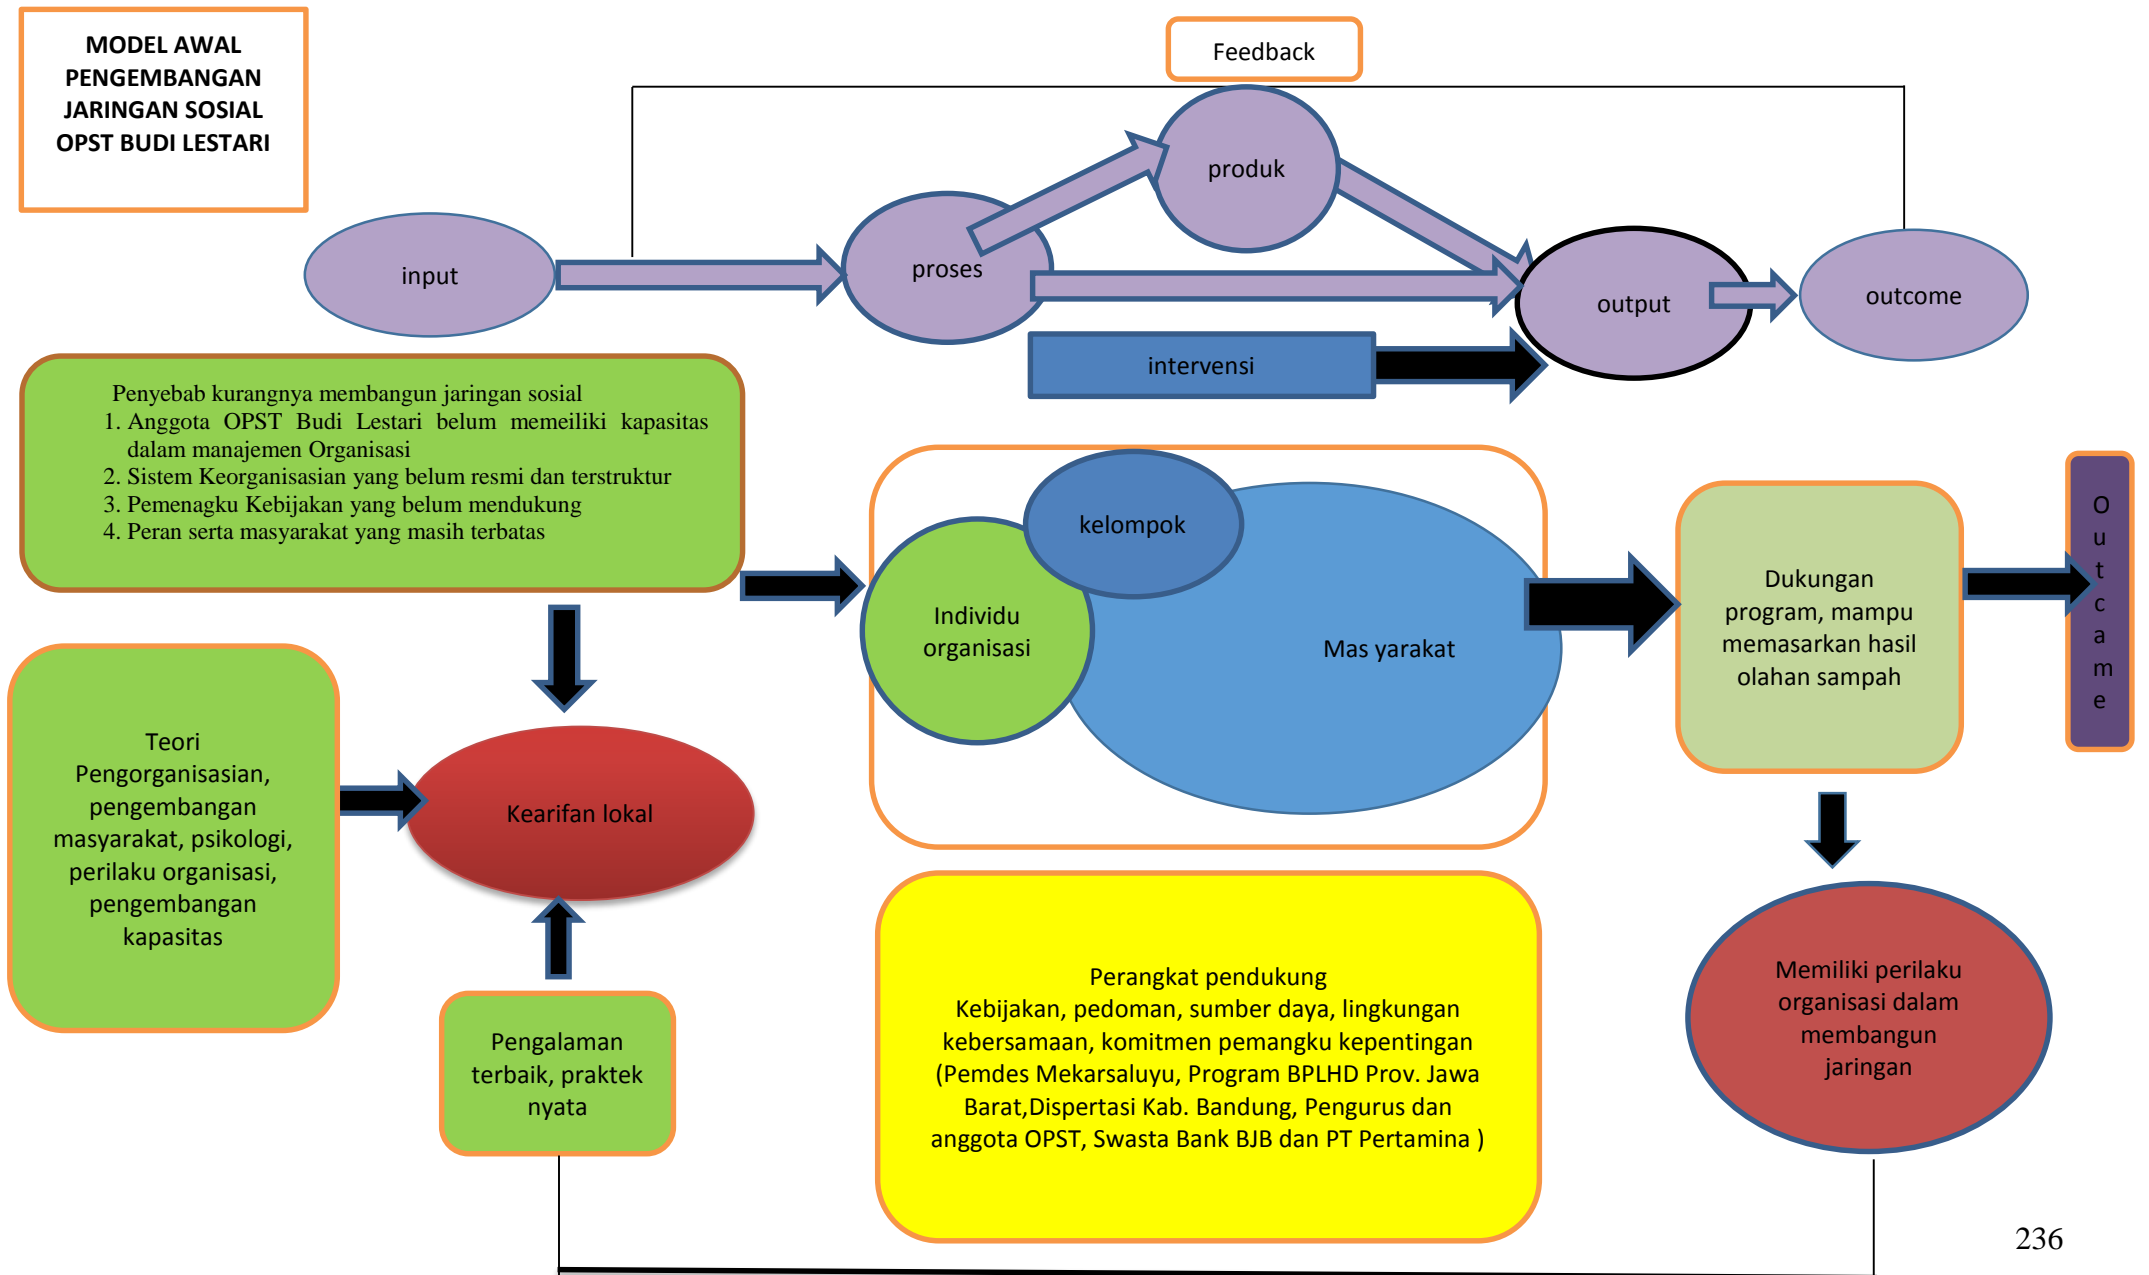 MODEL AWAL
PENGEMBANGAN
JARINGAN SOSIAL
OPST BUDI LESTARI
Feedback
produk
input
proses
output
outcome
intervensi
Penyebab kurangnya membangun jaringan sosial
1. Anggota OPST Budi Lestari belum memeiliki kapasitas
dalam manajemen Organisasi
2. Sistem Keorganisasian yang belum resmi dan terstruktur
3. Pemenagku Kebijakan yang belum mendukung
4. Peran serta masyarakat yang masih terbatas
kelompok
Individu
organisasi
Mas yarakat
Dukungan
program, mampu
memasarkan hasil
olahan sampah
O
u
t
c
a
m
e
Teori
Pengorganisasian,
pengembangan
masyarakat, psikologi,
perilaku organisasi,
pengembangan
kapasitas
Kearifan lokal
Pengalaman
terbaik, praktek
nyata
Perangkat pendukung
Kebijakan, pedoman, sumber daya, lingkungan
kebersamaan, komitmen pemangku kepentingan
(Pemdes Mekarsaluyu, Program BPLHD Prov. Jawa
Barat,Dispertasi Kab. Bandung, Pengurus dan
anggota OPST, Swasta Bank BJB dan PT Pertamina )
Memiliki perilaku
organisasi dalam
membangun
jaringan
236